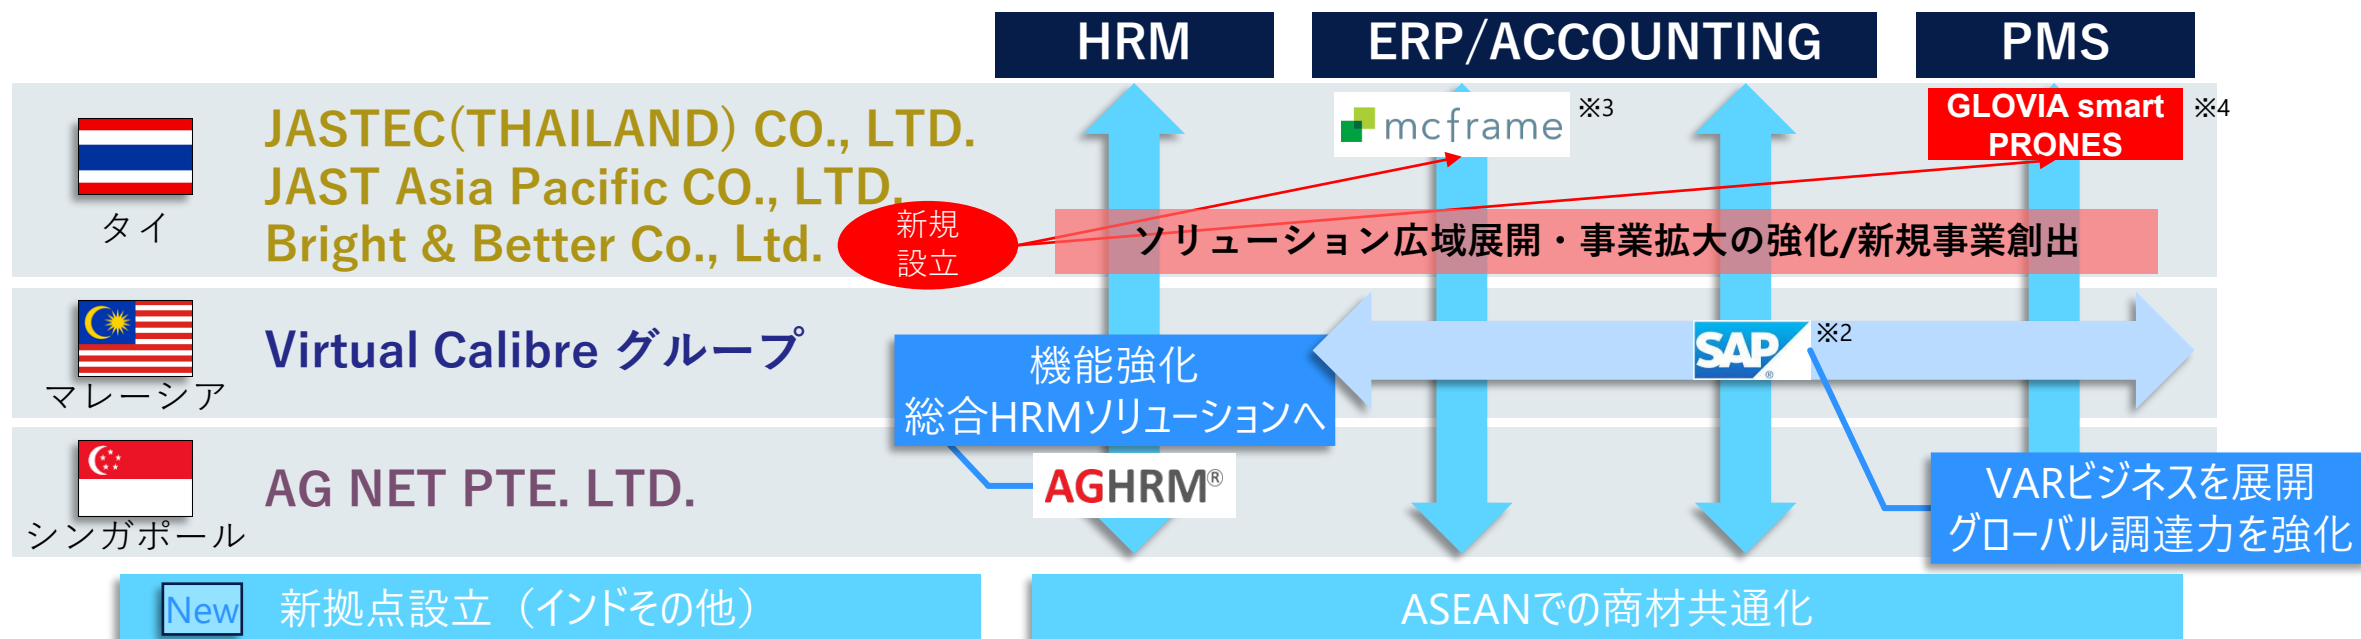 HRM
ERP/ACCOUNTING
PMS
JASTEC(THAILAND) CO., LTD.
JAST Asia Pacific CO., LTD.
Bright & Better Co., Ltd.
タイ
新規
設立
mcframe ※3
GLOVIA smart
PRONES
※4
ソリューション広域展開・事業拡大の強化/新規事業創出
マレーシア
Virtual Calibre グループ
機能強化
総合HRMソリューションへ
SAP ® ※2
シンガポール
AG NET PTE. LTD.
AGHRM®
VARビジネスを展開
グローバル調達力を強化
New 新拠点設立（インドその他）
ASEANでの商材共通化